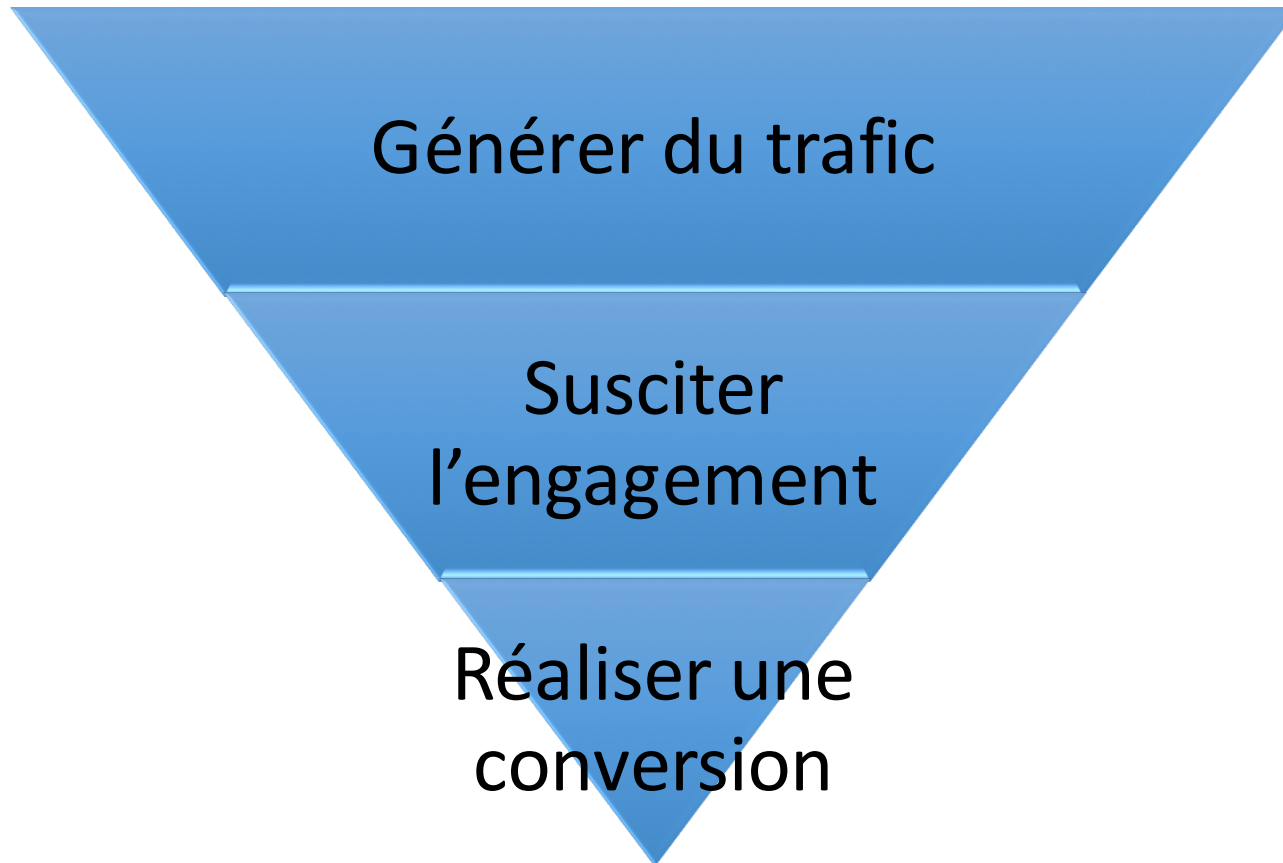 Générer du trafic
Susciter
l’engagement
Réaliser une
conversion